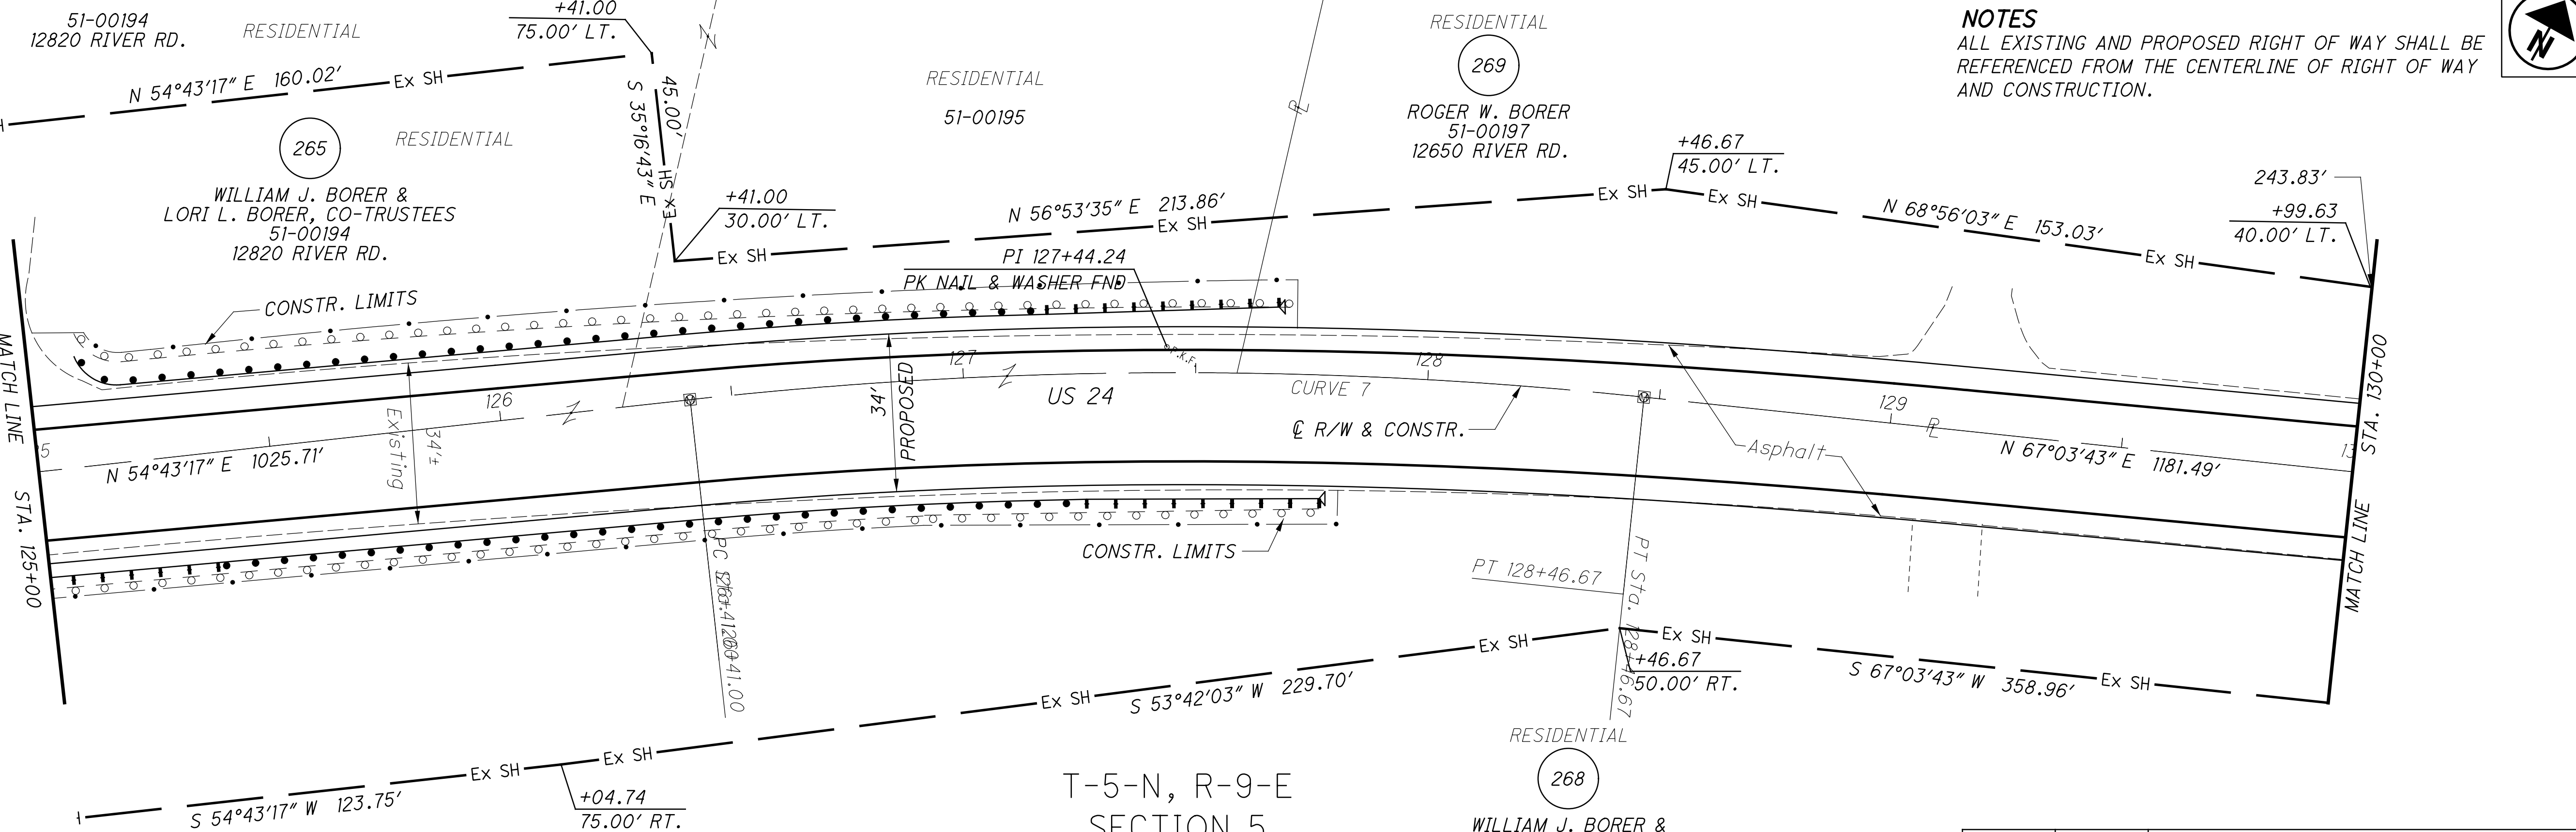 51-00194
12820 RIVER RD.
RESIDENTIAL
+41.00
75.00' LT.
N 54°43'17" E 160.02'
Ex SH
265
RESIDENTIAL
WILLIAM J. BORER &
LORI L. BORER, CO-TRUSTEES
51-00194
12820 RIVER RD.
45.00'
S 35°16'43" E
EX SH
RESIDENTIAL
51-00195
+41.00
30.00' LT.
Ex SH
N 56°53'35" E 213.86'
Ex SH
PI 127+44.24
PK NAIL & WASHER FND
RESIDENTIAL
269
ROGER W. BORER
51-00197
12650 RIVER RD.
Ex SH
+46.67
45.00' LT.
Ex SH
N 68°56'03" E 153.03'
Ex SH
243.83'
+99.63
40.00' LT.
NOTES
ALL EXISTING AND PROPOSED RIGHT OF WAY SHALL BE
REFERENCED FROM THE CENTERLINE OF RIGHT OF WAY
AND CONSTRUCTION.
N
CONSTR. LIMITS
MATCH LINE
STA. 125+00
N 54°43'17" E 1025.71'
126
Existing
34'±
34'
PROPOSED
127
P.K.F.
US 24
CURVE 7
128
℄ R/W & CONSTR.
Asphalt
129
N 67°03'43" E 1181.49'
MATCH LINE
STA. 130+00
CONSTR. LIMITS
PC Sta. 126+41.00
PT 128+46.67
PT Sta. 128+46.67
Ex SH
+46.67
50.00' RT.
Ex SH
S 67°03'43" W 358.96'
Ex SH
S 53°42'03" W 229.70'
Ex SH
Ex SH
Ex SH
+04.74
75.00' RT.
S 54°43'17" W 123.75'
T-5-N, R-9-E
SECTION 5
RESIDENTIAL
268
WILLIAM J. BORER &